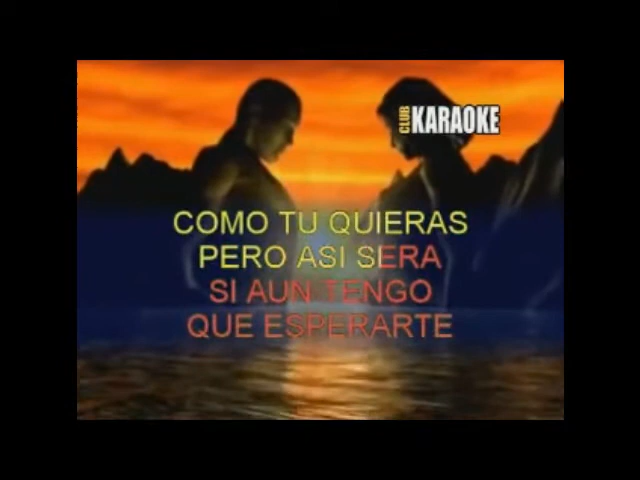 CLUB KARAOKE
COMO TU QUIERAS
PERO ASI SERA
SI AUN TENGO
QUE ESPERARTE